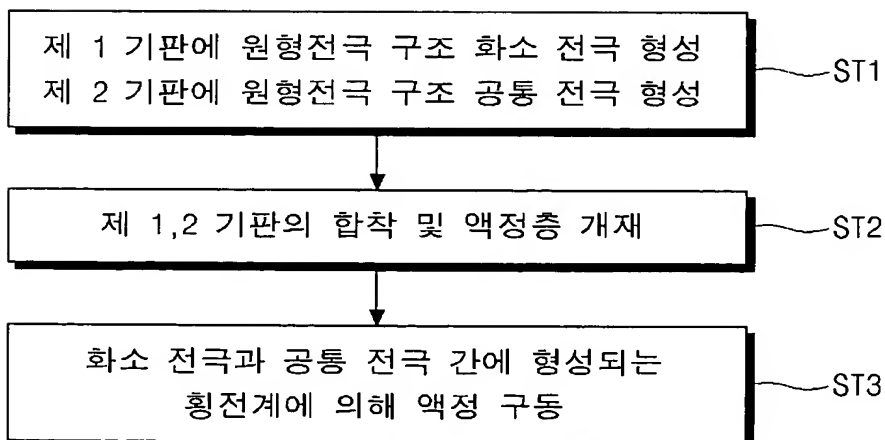 제 1 기판에 원형전극 구조 화소 전극 형성
제 2 기판에 원형전극 구조 공통 전극 형성
ST1
제 1,2 기판의 합착 및 액정층 개재
ST2
화소 전극과 공통 전극 간에 형성되는
횡전계에 의해 액정 구동
ST3